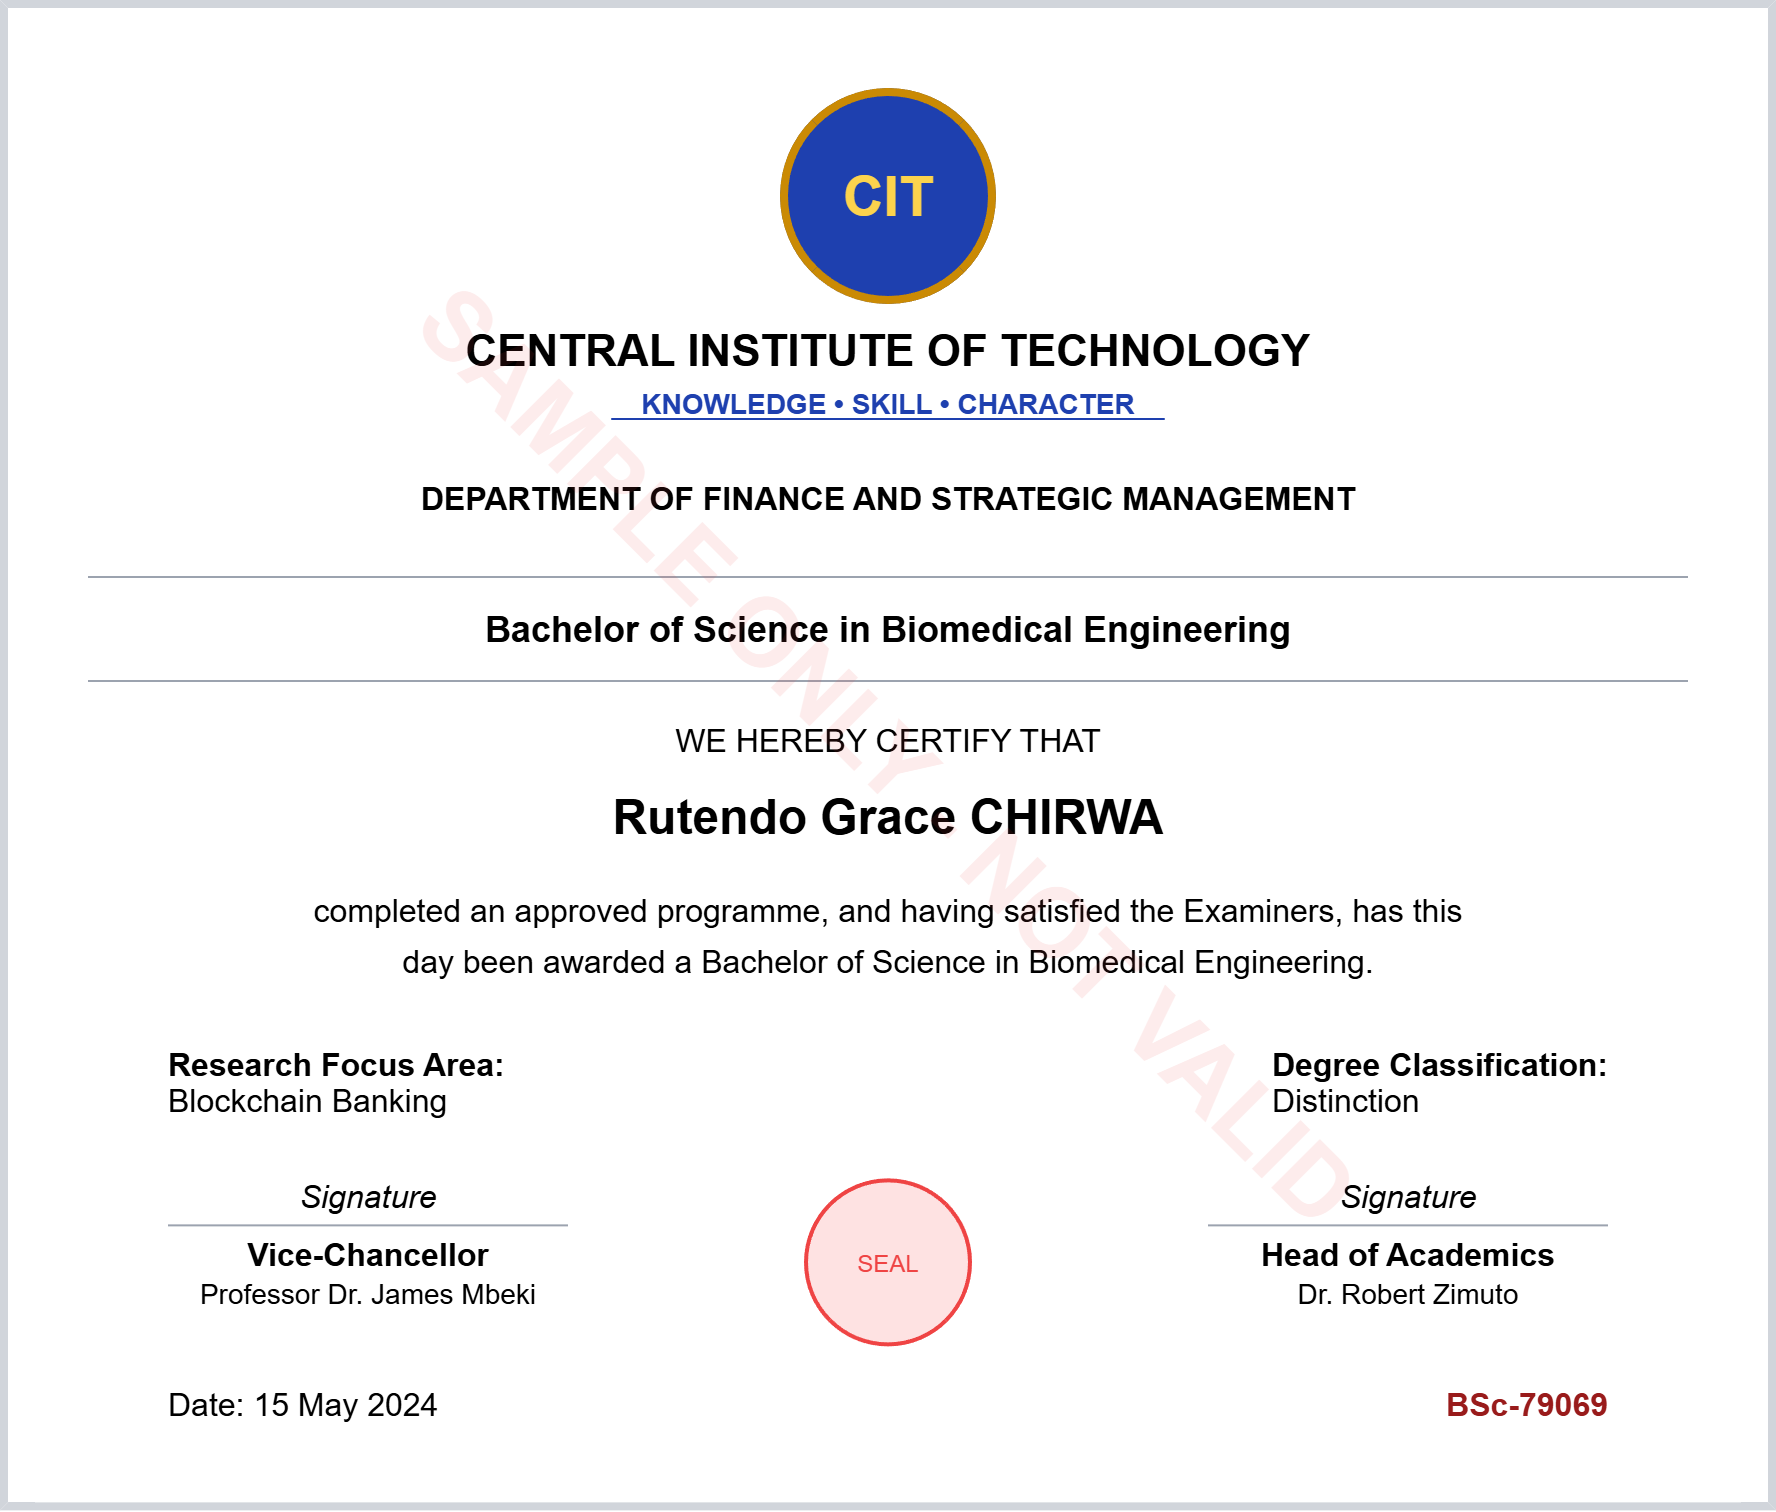 CIT
CENTRAL INSTITUTE OF TECHNOLOGY
KNOWLEDGE • SKILL • CHARACTER
DEPARTMENT OF FINANCE AND STRATEGIC MANAGEMENT
Bachelor of Science in Biomedical Engineering
WE HEREBY CERTIFY THAT
Rutendo Grace CHIRWA
completed an approved programme, and having satisfied the Examiners, has this
day been awarded a Bachelor of Science in Biomedical Engineering.
Research Focus Area:
Blockchain Banking
Degree Classification:
Distinction
Signature
Vice-Chancellor
Professor Dr. James Mbeki
SEAL
Signature
Head of Academics
Dr. Robert Zimuto
Date: 15 May 2024
BSc-79069
SAMPLE ONLY - NOT VALID